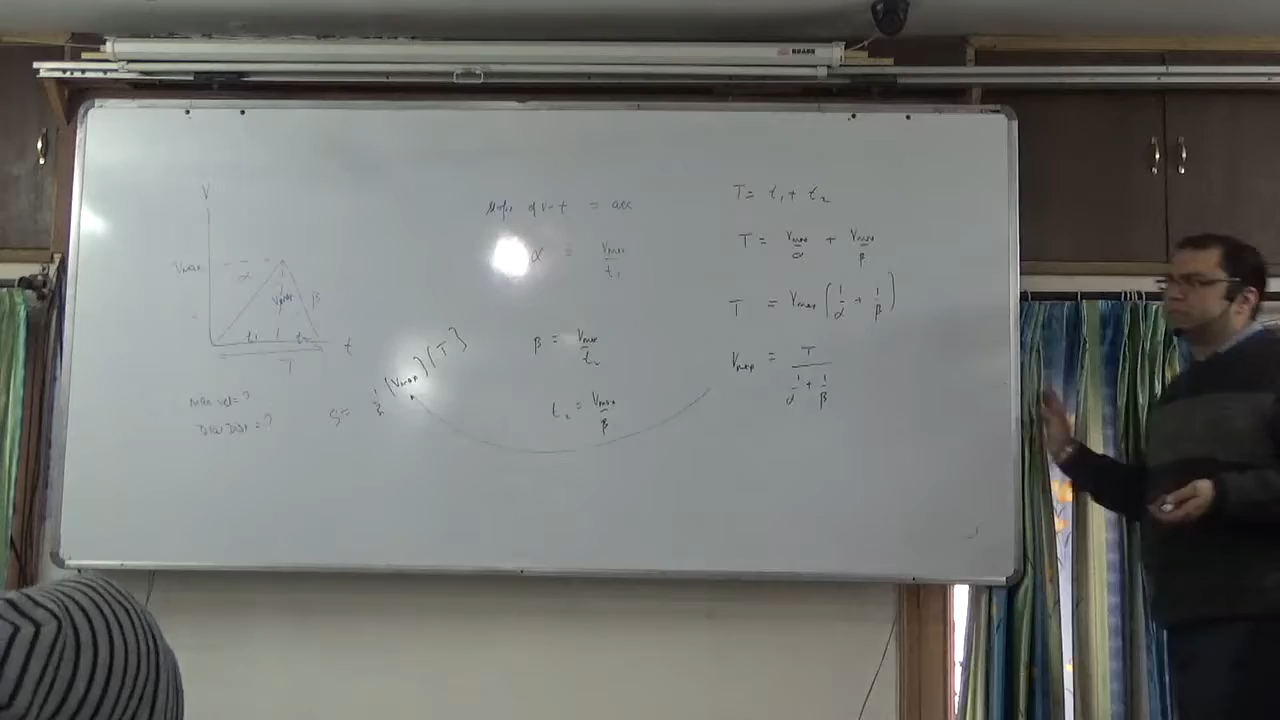 V
Vmax
α
Vmax
β
t₁
t₂
t
T
Max vel = ?
Total Dist = ?
S = 1/2 (Vmax) (T)
Slope of v-t = acc
α = Vmax/t₁
β = Vmax/t₂
t₂ = Vmax/β
T = t₁ + t₂
T = Vmax/α + Vmax/β
T = Vmax (1/α + 1/β)
Vmax = T/(1/α + 1/β)